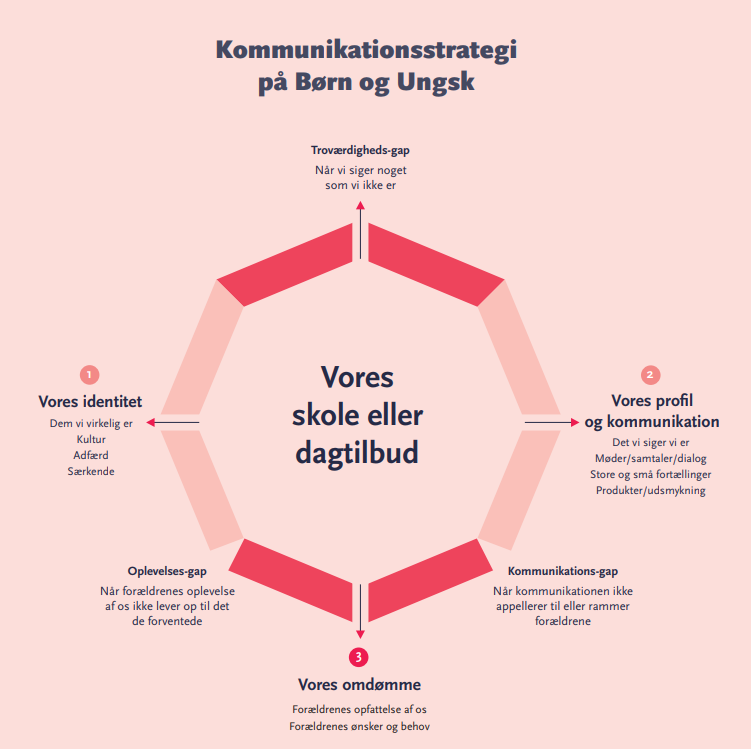 Kommunikationsstrategi
på Børn og Ungsk
Troværdigheds-gap
Når vi siger noget
som vi ikke er
Vores
skole eller
dagtilbud
1
Vores identitet
Dem vi virkelig er
Kultur
Adfærd
Særkende
2
Vores profil
og kommunikation
Det vi siger vi er
Møder/samtaler/dialog
Store og små fortællinger
Produkter/udsmykning
Oplevelses-gap
Når forældrenes oplevelse
af os ikke lever op til det
de forventede
Kommunikations-gap
Når kommunikationen ikke
appellerer til eller rammer
forældrene
3
Vores omdømme
Forældrenes opfattelse af os
Forældrenes ønsker og behov